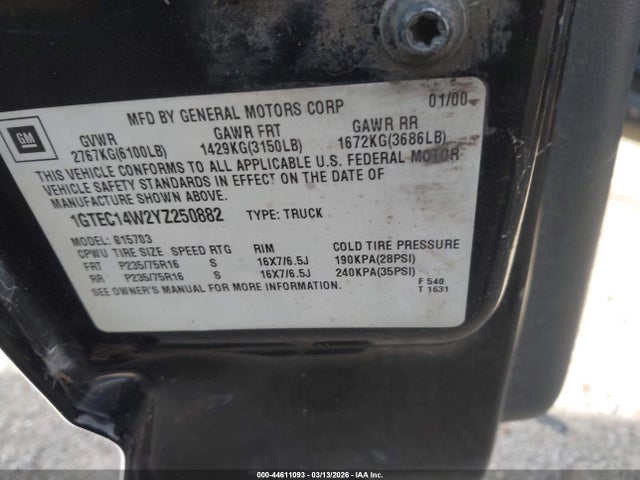 MFD BY GENERAL MOTORS CORP 01/00
GM
GVWR GAWR FRT GAWR RR
2767KG(6100LB) 1429KG(3150LB) 1672KG(3686LB)
THIS VEHICLE CONFORMS TO ALL APPLICABLE U.S. FEDERAL MOTOR
VEHICLE SAFETY STANDARDS IN EFFECT ON THE DATE OF
MANUFACTURE SHOWN ABOVE.
1GTEC14W2YZ250882 TYPE: TRUCK
MODEL: 615703
CPWU TIRE SIZE SPEED RTG RIM COLD TIRE PRESSURE
FRT P235/75R16 S 16X7/6.5J 190KPA(28PSI)
RR P235/75R16 S 16X7/6.5J 240KPA(35PSI)
SEE OWNER'S MANUAL FOR MORE INFORMATION.
F 540
T 1631
000-44611093 | 03/13/2026 | IAA Inc.